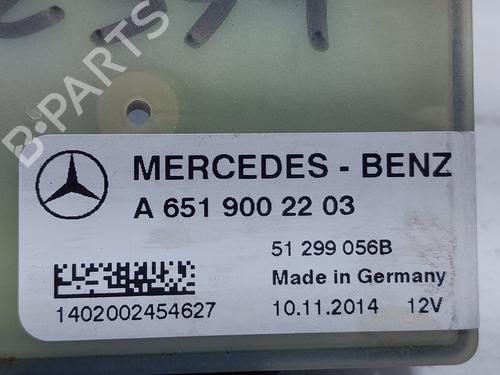 B-PARTS
MERCEDES - BENZ
A 651 900 22 03
51 299 056B
Made in Germany
1402002454627
10.11.2014 12V